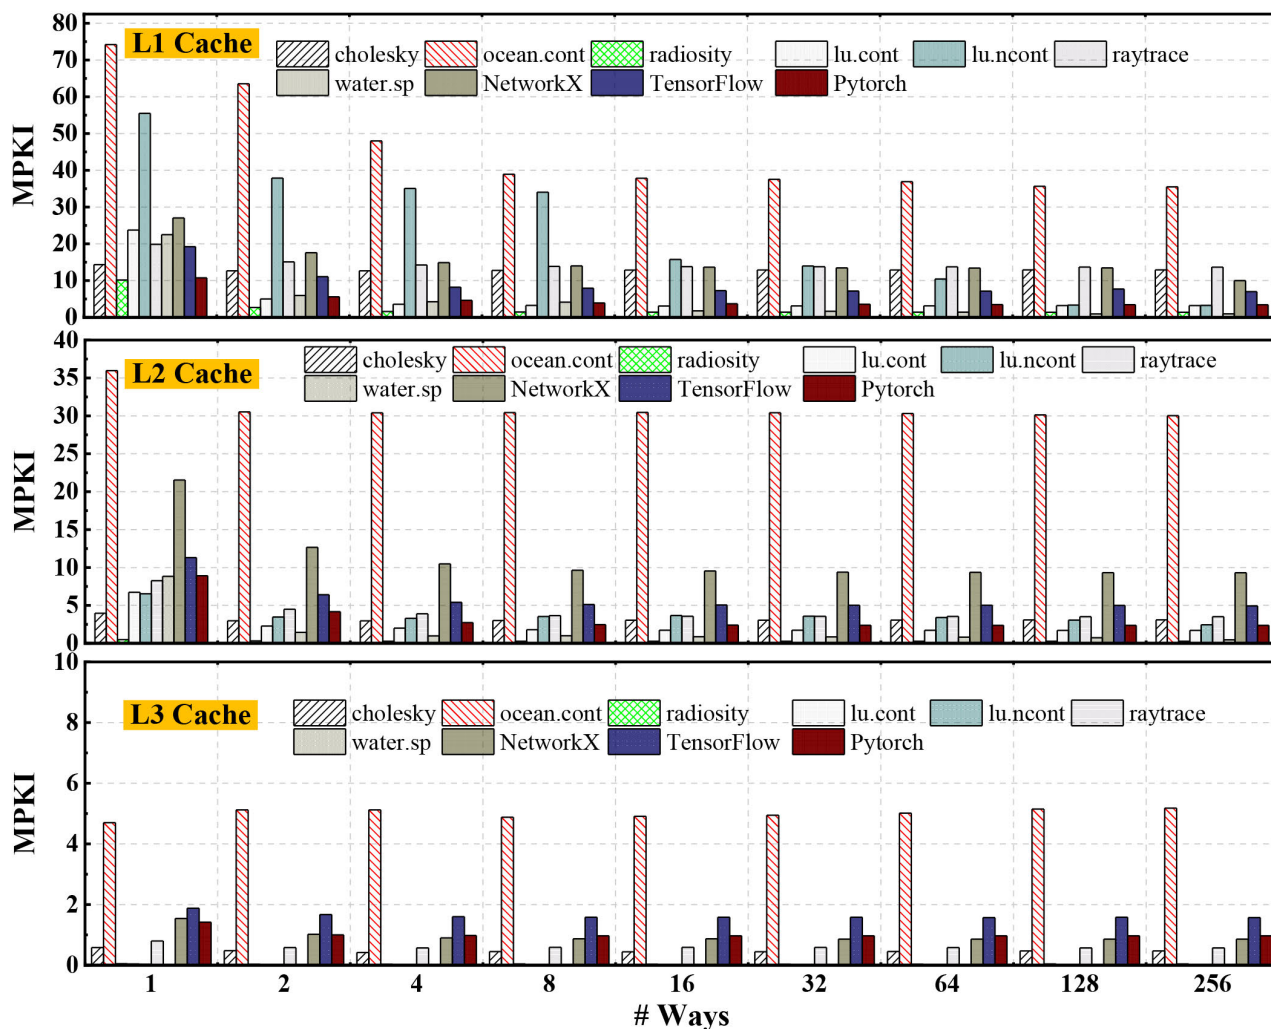 L1 Cache
cholesky ocean.cont radiosity lu.cont lu.ncont raytrace
water.sp NetworkX TensorFlow Pytorch
MPKI
80
70
60
50
40
30
20
10
0
L2 Cache
cholesky ocean.cont radiosity lu.cont lu.ncont raytrace
water.sp NetworkX TensorFlow Pytorch
MPKI
40
35
30
25
20
15
10
5
0
L3 Cache
cholesky ocean.cont radiosity lu.cont lu.ncont raytrace
water.sp NetworkX TensorFlow Pytorch
MPKI
10
8
6
4
2
0
1 2 4 8 16 32 64 128 256
# Ways